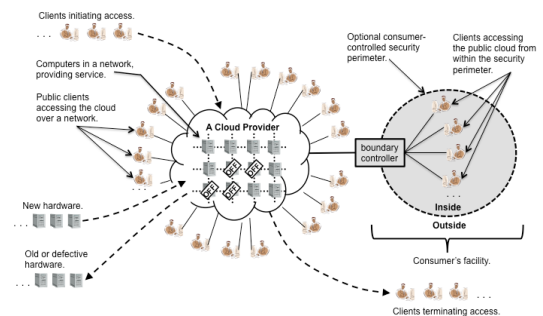 Clients initiating access.
. . .
Computers in a network,
providing service.
Public clients
accessing the cloud
over a network.
. . .
New hardware.
. . .
Old or defective
hardware.
. . .
A Cloud Provider
OFF
OFF
OFF
OFF
Optional consumer-
controlled security
perimeter.
Clients accessing
the public cloud from
within the security
perimeter.
boundary
controller
. . .
Inside
Outside
Consumer's facility.
. . .
. . .
Clients terminating access.